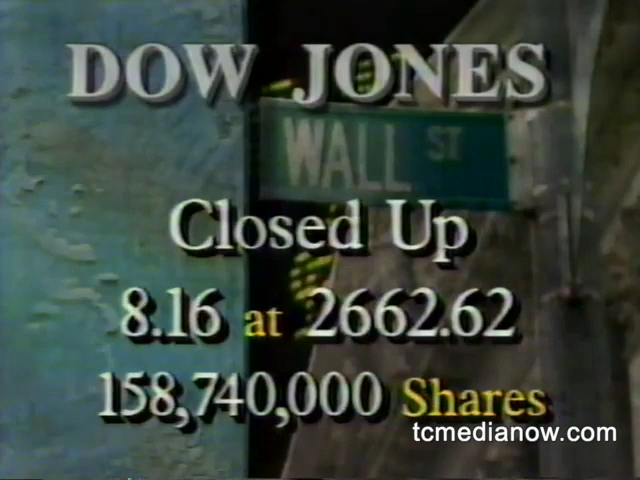 DOW JONES
WALL ST
Closed Up
8.16 at 2662.62
158,740,000 Shares
tcmedianow.com